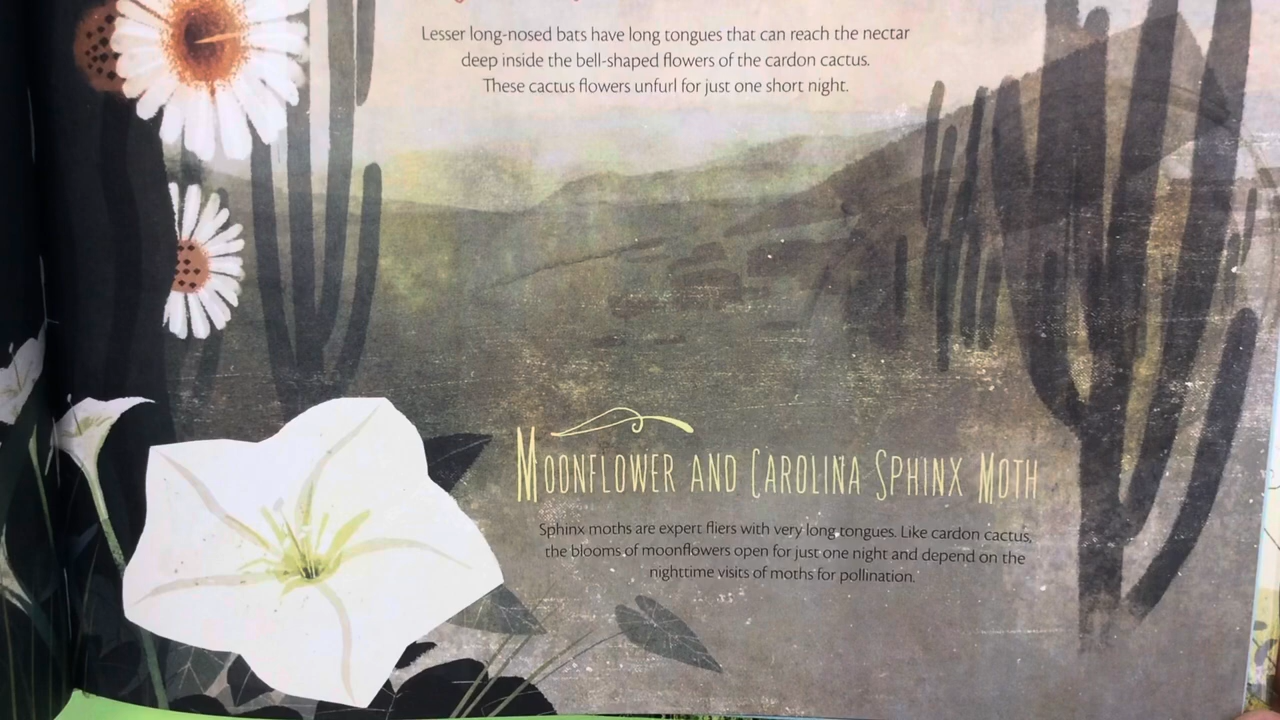 Lesser long-nosed bats have long tongues that can reach the nectar
deep inside the bell-shaped flowers of the cardon cactus.
These cactus flowers unfurl for just one short night.
Moonflower and Carolina Sphinx Moth
Sphinx moths are expert fliers with very long tongues. Like cardon cactus,
the blooms of moonflowers open for just one night and depend on the
nighttime visits of moths for pollination.